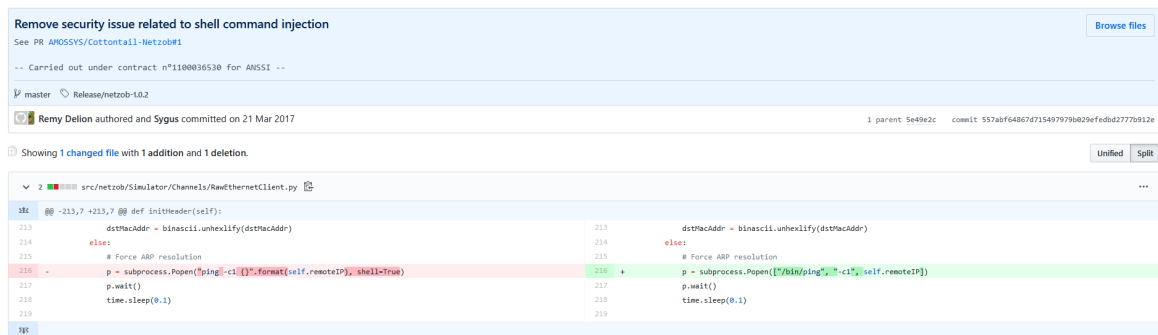 Remove security issue related to shell command injection
Browse files
See PR AMOSSYS/Cottontail-Netzob#1
-- Carried out under contract n°1100036530 for ANSSI --
master Release/netzob-1.0.2
Remy Delion authored and Sygus committed on 21 Mar 2017 1 parent 5e49e2c commit 557abf64867d715497979b029efedbd2777b912e
Showing 1 changed file with 1 addition and 1 deletion. Unified Split
2 src/netzob/Simulator/Channels/RawEthernetClient.py ...
@@ -213,7 +213,7 @@ def initHeader(self):
213 dstMacAddr = binascii.unhexlify(dstMacAddr) 213 dstMacAddr = binascii.unhexlify(dstMacAddr)
214 else: 214 else:
215 # Force ARP resolution 215 # Force ARP resolution
216 - p = subprocess.Popen("ping -c1 {}".format(self.remoteIP), shell=True) 216 + p = subprocess.Popen(["/bin/ping", "-c1", self.remoteIP])
217 p.wait() 217 p.wait()
218 time.sleep(0.1) 218 time.sleep(0.1)
219 219